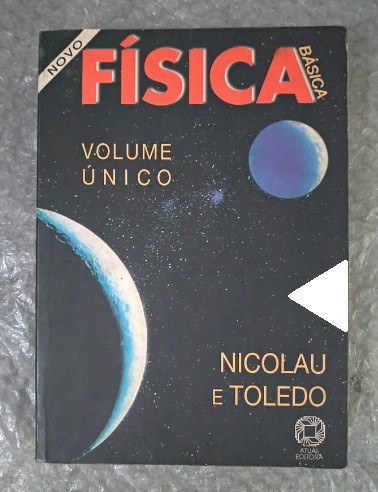 NOVO
FÍSICA
BÁSICA
VOLUME
ÚNICO
NICOLAU
E TOLEDO
ATUAL
EDITORA